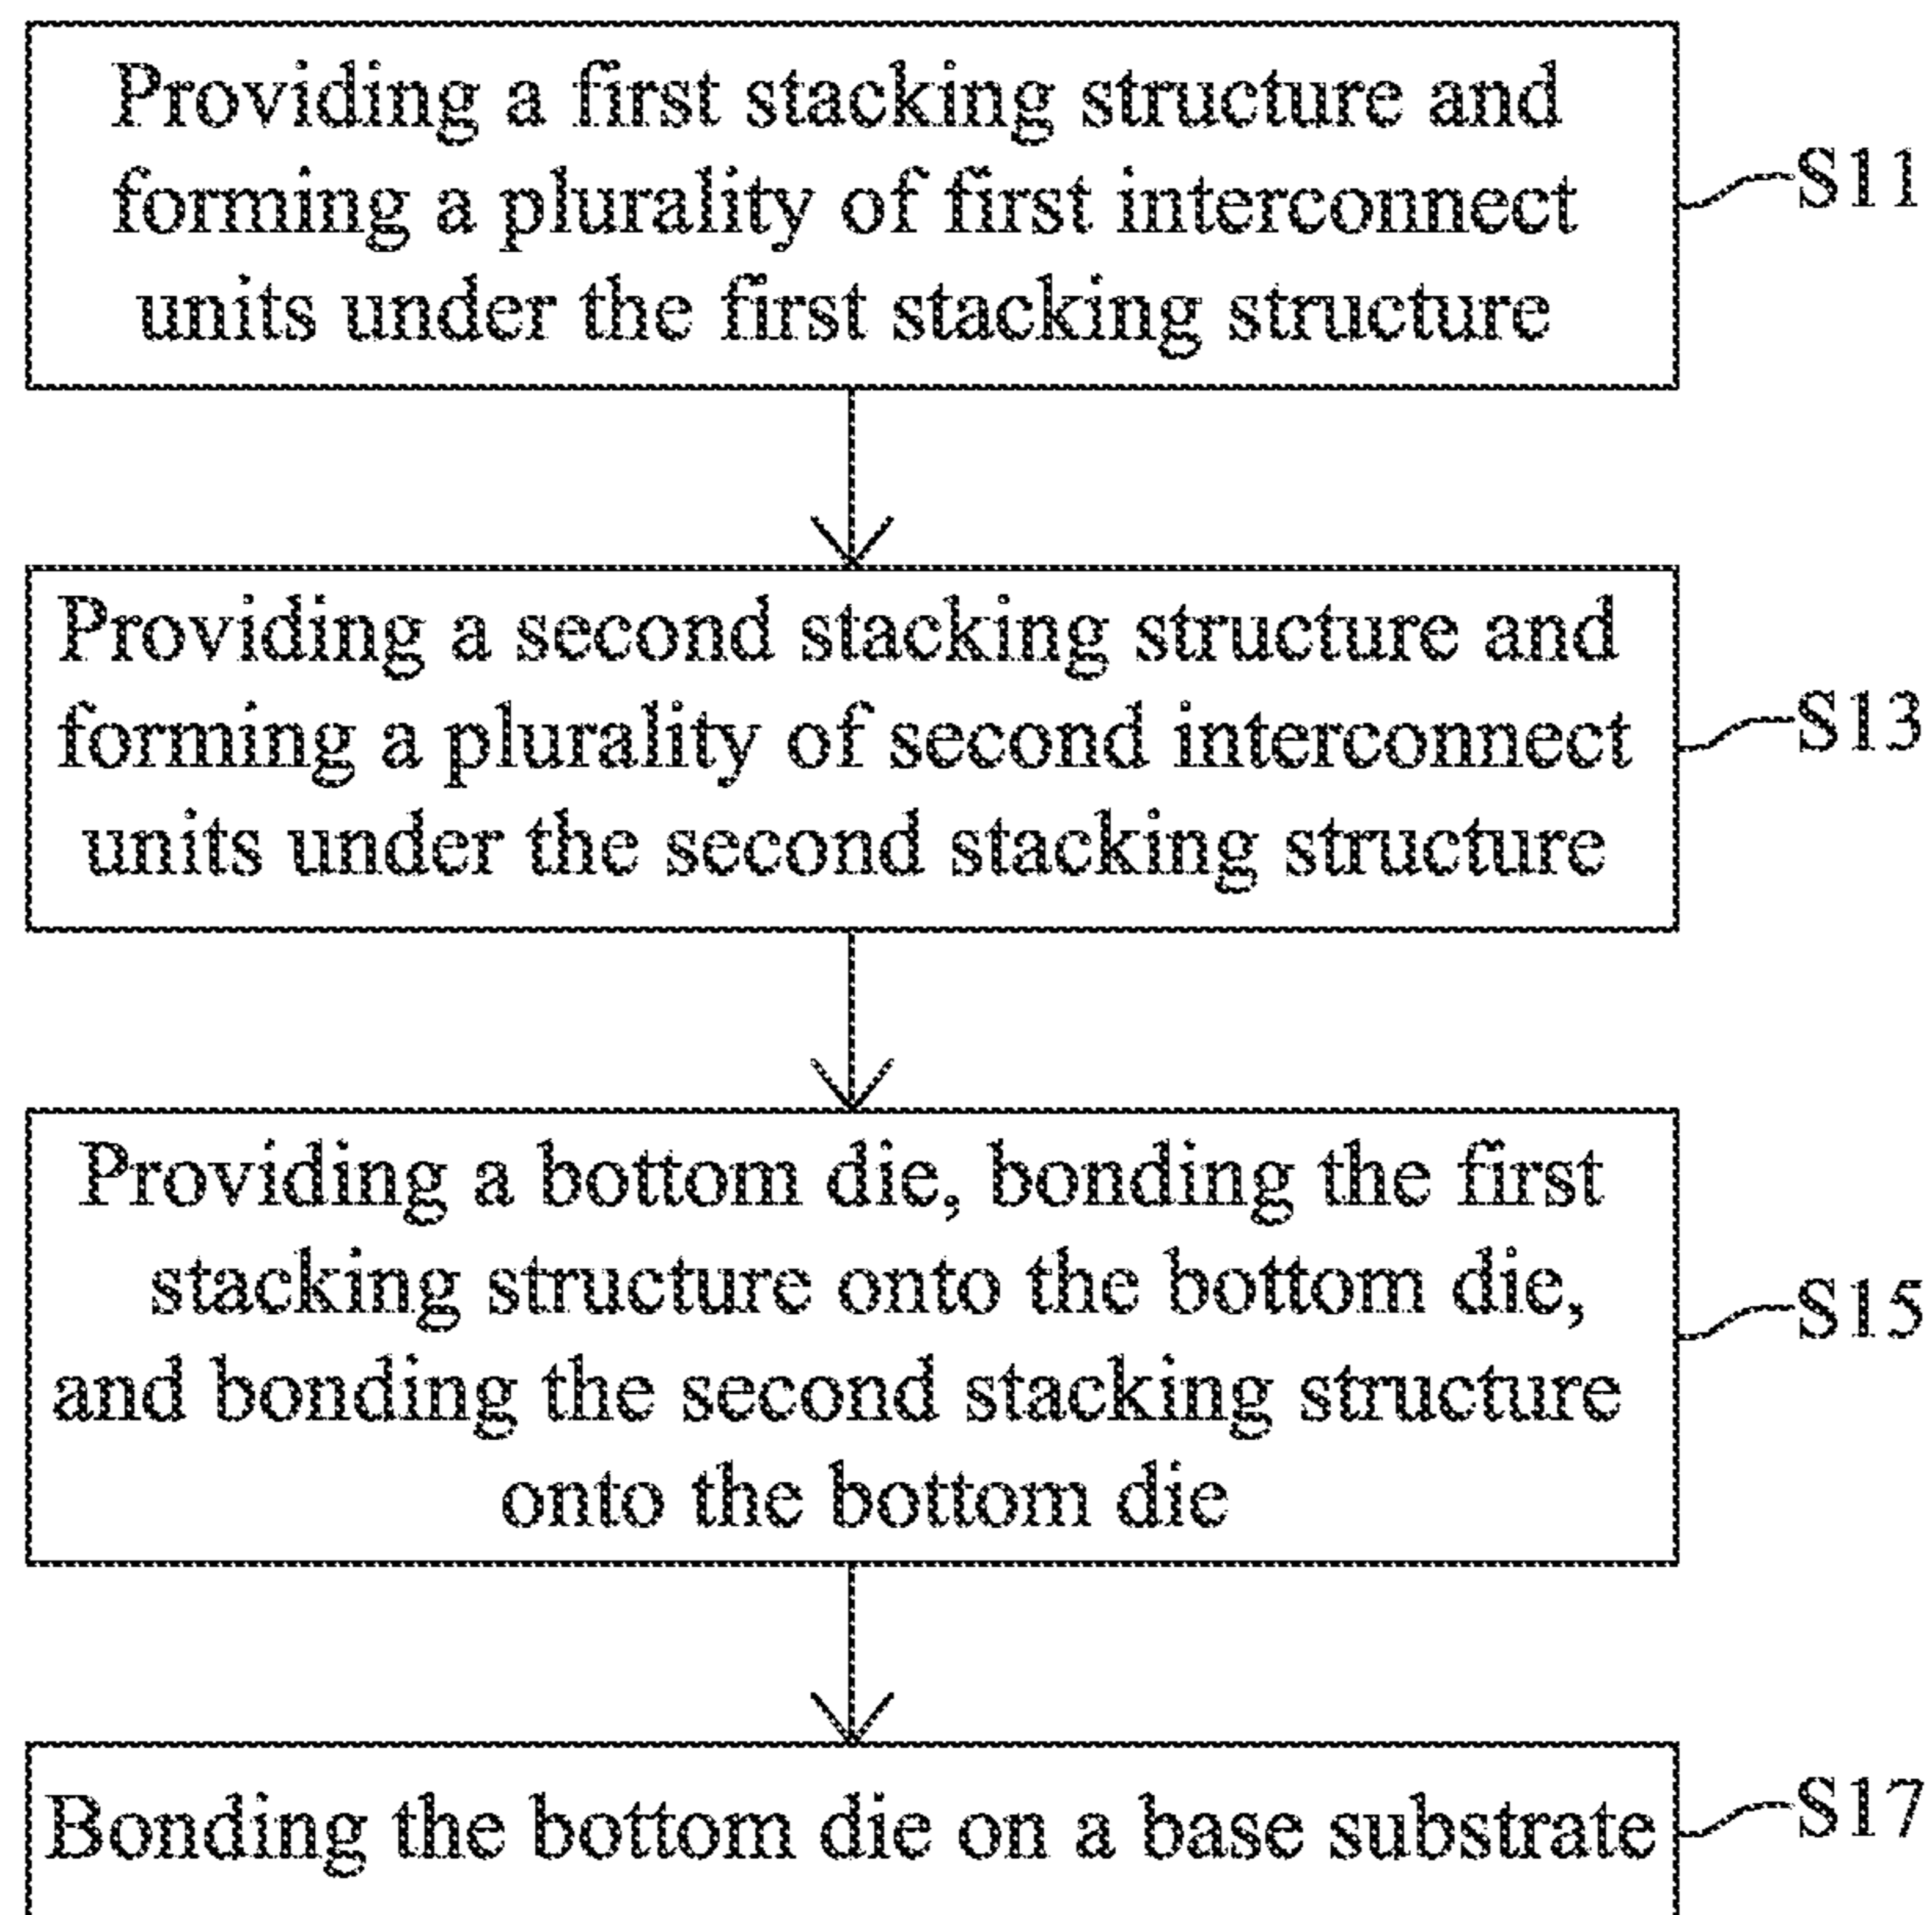 Providing a first stacking structure and
forming a plurality of first interconnect
units under the first stacking structure
S11
Providing a second stacking structure and
forming a plurality of second interconnect
units under the second stacking structure
S13
Providing a bottom die, bonding the first
stacking structure onto the bottom die,
and bonding the second stacking structure
onto the bottom die
S15
Bonding the bottom die on a base substrate
S17